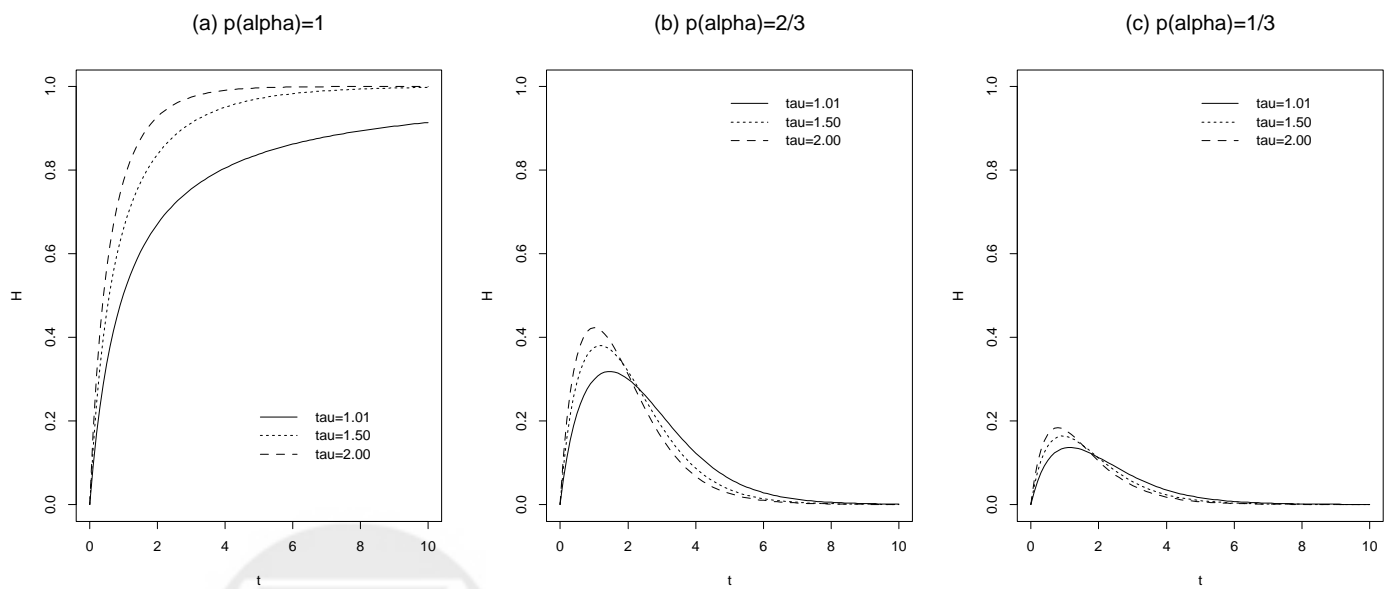 (a) p(alpha)=1
H
1.0
0.8
0.6
0.4
0.2
0.0
tau=1.01
tau=1.50
tau=2.00
0 2 4 6 8 10
t
(b) p(alpha)=2/3
H
1.0
0.8
0.6
0.4
0.2
0.0
tau=1.01
tau=1.50
tau=2.00
0 2 4 6 8 10
t
(c) p(alpha)=1/3
H
1.0
0.8
0.6
0.4
0.2
0.0
tau=1.01
tau=1.50
tau=2.00
0 2 4 6 8 10
t